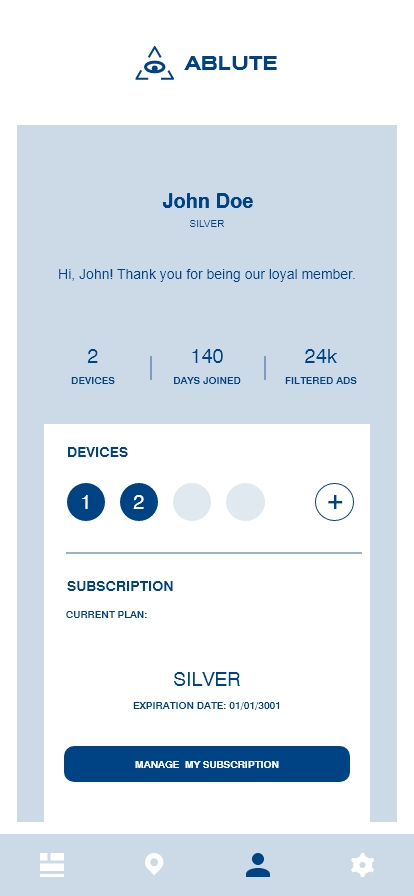 ABLUTE
John Doe
SILVER
Hi, John! Thank you for being our loyal member.
2 140 24k
DEVICES DAYS JOINED FILTERED ADS
DEVICES
1 2 +
SUBSCRIPTION
CURRENT PLAN:
SILVER
EXPIRATION DATE: 01/01/3001
MANAGE MY SUBSCRIPTION